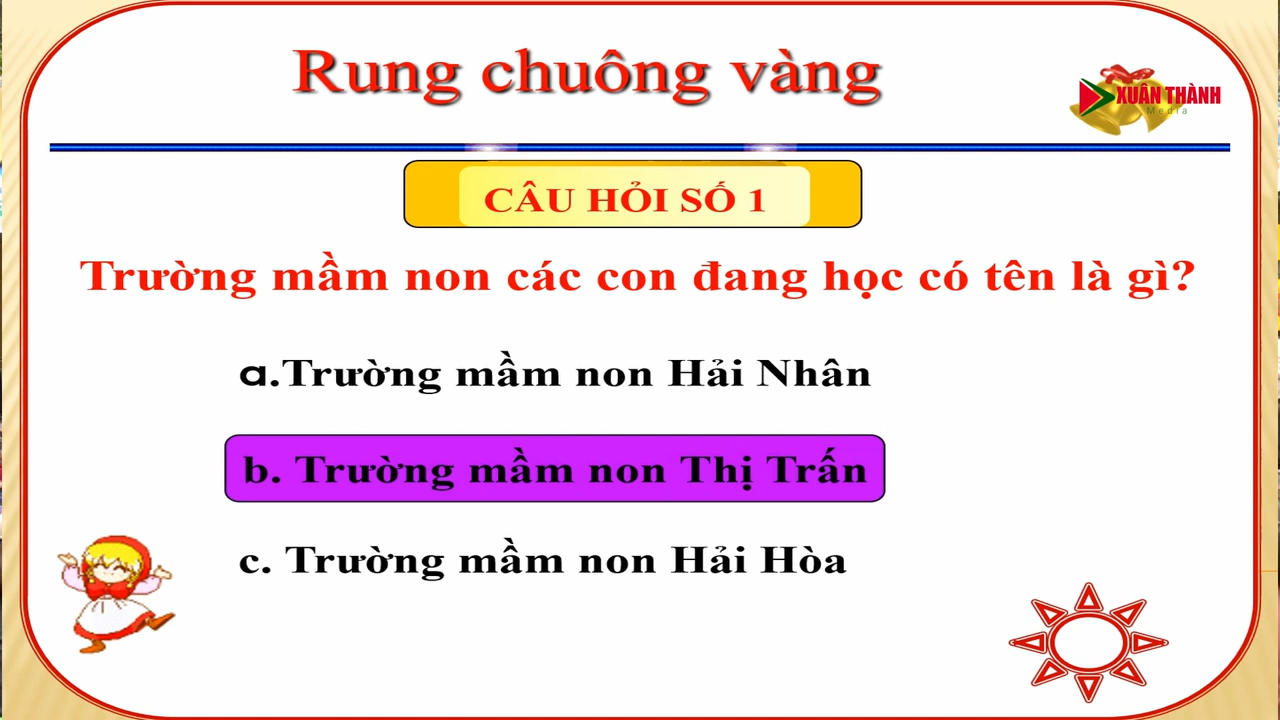 Rung chuông vàng
XUÂN THÀNH
Media
CÂU HỎI SỐ 1
Trường mầm non các con đang học có tên là gì?
a.Trường mầm non Hải Nhân
b. Trường mầm non Thị Trấn
c. Trường mầm non Hải Hòa